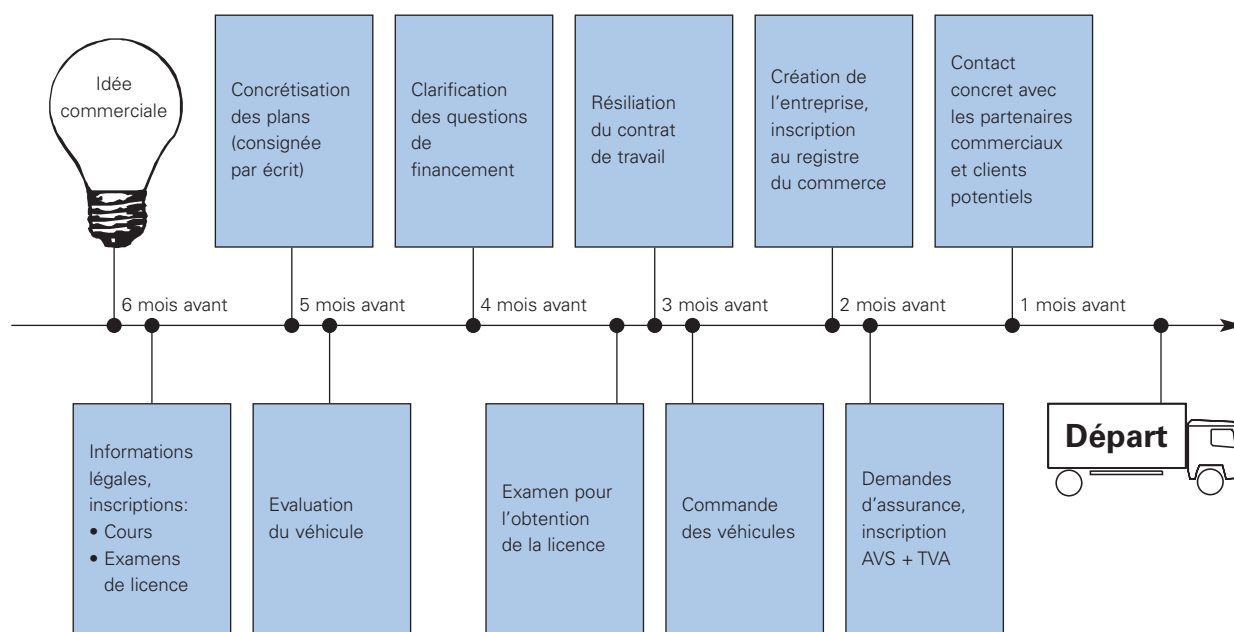 Idée
commerciale
Concrétisation
des plans
(consignée
par écrit)
Clarification
des questions
de
financement
Résiliation
du contrat
de travail
Création de
l'entreprise,
inscription
au registre
du commerce
Contact
concret avec
les partenaires
commerciaux
et clients
potentiels
6 mois avant
5 mois avant
4 mois avant
3 mois avant
2 mois avant
1 mois avant
Informations
légales,
inscriptions:
• Cours
• Examens
de licence
Evaluation
du véhicule
Examen pour
l'obtention
de la licence
Commande
des véhicules
Demandes
d'assurance,
inscription
AVS + TVA
Départ